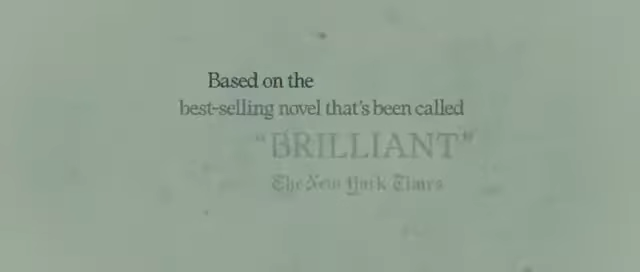 Based on the
best-selling novel that's been called
"BRILLIANT"
The New York Times